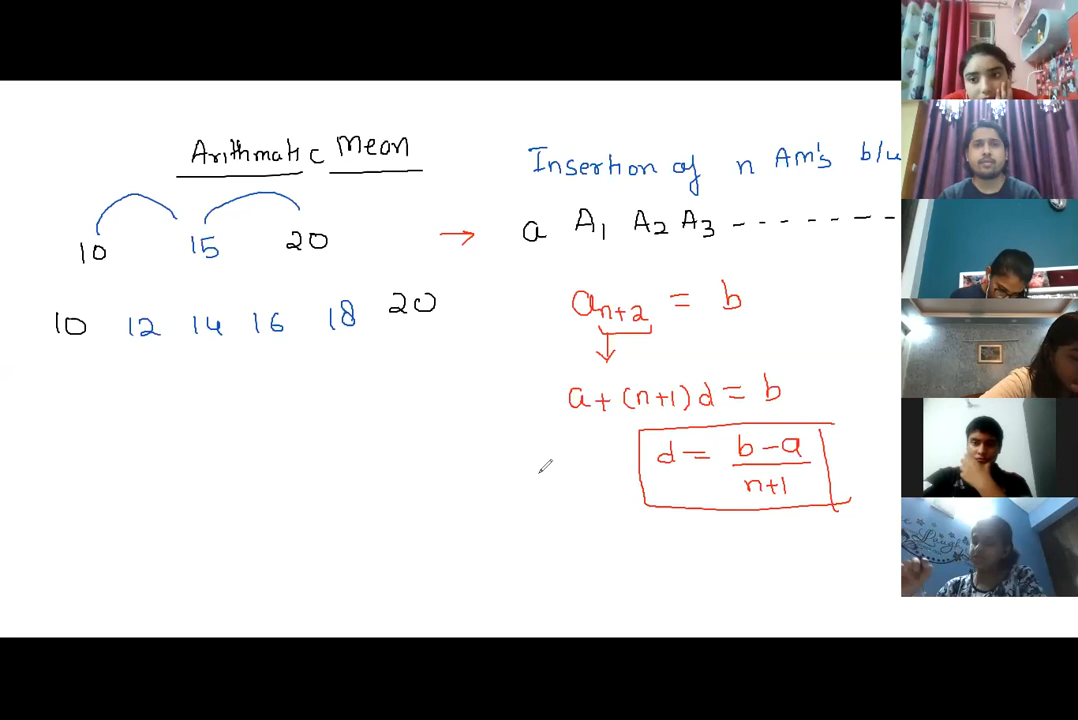 Arithmatic Mean
10 15 20
10 12 14 16 18 20
Insertion of n Am's b/w
→ a A₁ A₂ A₃ --------
aₙ₊₂ = b
a + (n+1)d = b
d = b-a / n+1
Laugh